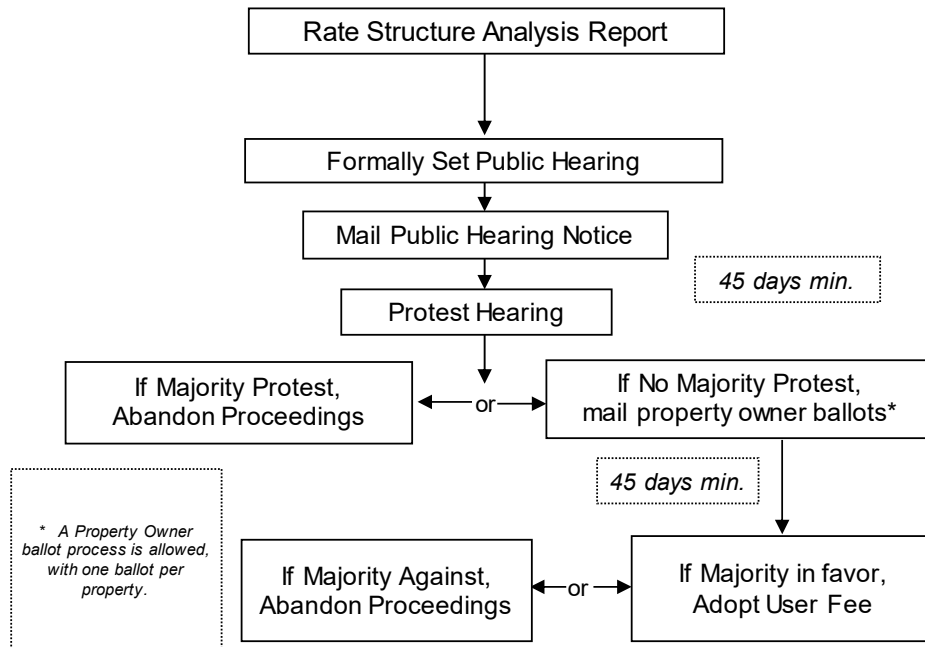 Rate Structure Analysis Report
Formally Set Public Hearing
Mail Public Hearing Notice
45 days min.
Protest Hearing
If Majority Protest,
Abandon Proceedings
or
If No Majority Protest,
mail property owner ballots*
45 days min.
* A Property Owner
ballot process is allowed,
with one ballot per
property.
If Majority Against,
Abandon Proceedings
or
If Majority in favor,
Adopt User Fee